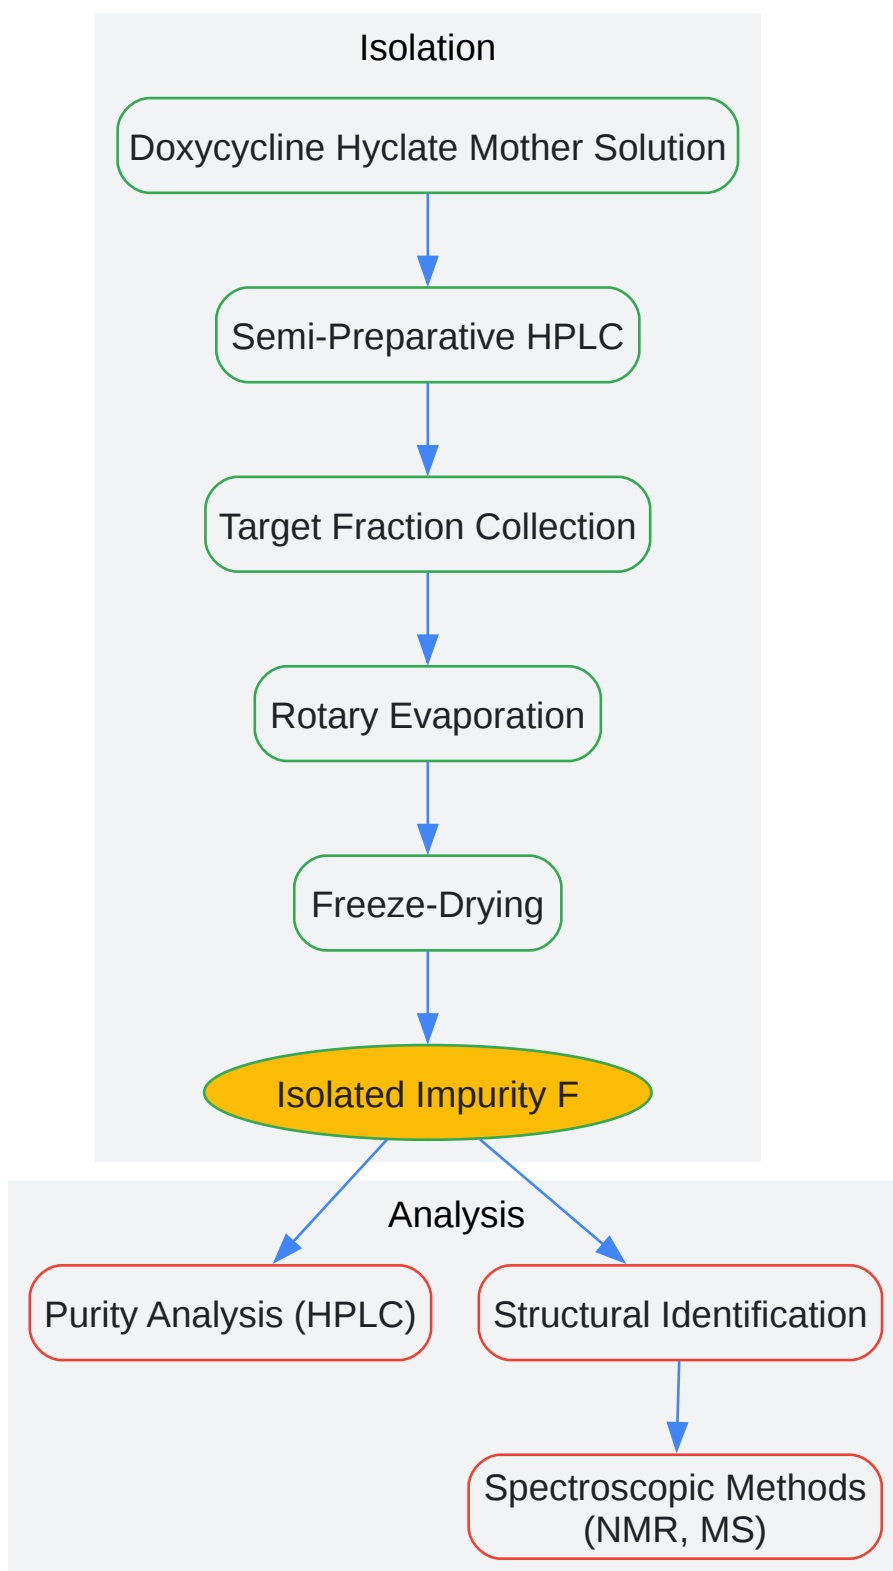 Isolation
Doxycycline Hyclate Mother Solution
Semi-Preparative HPLC
Target Fraction Collection
Rotary Evaporation
Freeze-Drying
Isolated Impurity F
Analysis
Purity Analysis (HPLC)
Structural Identification
Spectroscopic Methods
(NMR, MS)